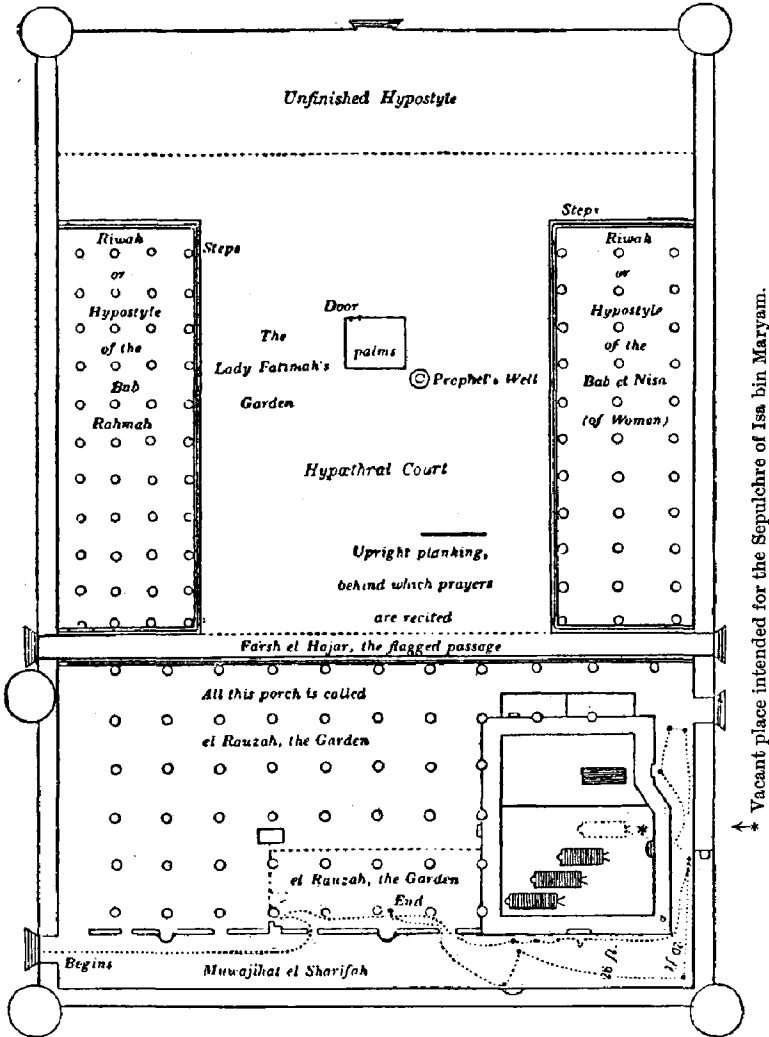 Unfinished Hypostyle
Steps
Riwak
or
Hypostyle
of the
Bab
Rahmah
Steps
Door
The
Lady Fatimah's
Garden
palms
Prophet's Well
Riwak
or
Hypostyle
of the
Bab el Nisa
(of Women)
Hypæthral Court
Upright planking,
behind which prayers
are recited
Farsh el Hajar, the flagged passage
All this porch is called
el Rauzah, the Garden
*
el Rauzah, the Garden
End
Begins
Muwajihat el Sharifah
* Vacant place intended for the Sepulchre of Isa bin Maryam.